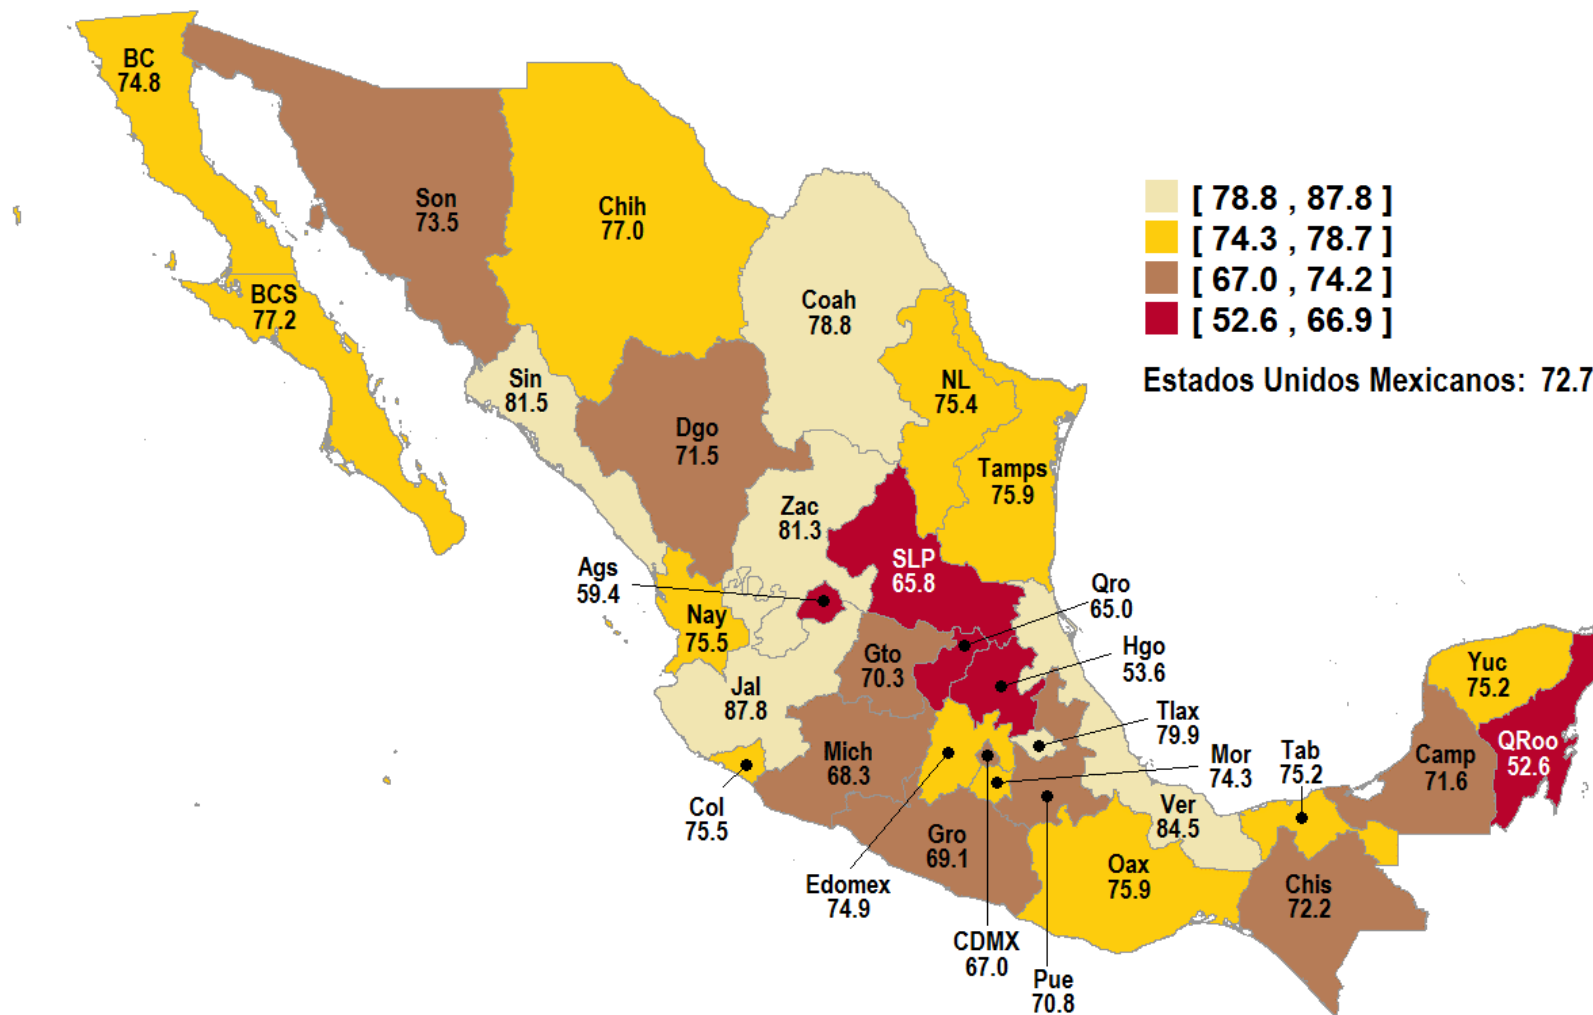 BC
74.8
Son
73.5
Chih
77.0
[ 78.8 , 87.8 ]
[ 74.3 , 78.7 ]
[ 67.0 , 74.2 ]
[ 52.6 , 66.9 ]
Estados Unidos Mexicanos: 72.7
BCS
77.2
Coah
78.8
Sin
81.5
NL
75.4
Dgo
71.5
Tamps
75.9
Zac
81.3
SLP
65.8
Ags
59.4
Qro
65.0
Nay
75.5
Gto
70.3
Hgo
53.6
Jal
87.8
Yuc
75.2
Tlax
79.9
Mich
68.3
Mor
74.3
Tab
75.2
Camp
71.6
QRoo
52.6
Col
75.5
Ver
84.5
Gro
69.1
Oax
75.9
Edomex
74.9
Chis
72.2
CDMX
67.0
Pue
70.8